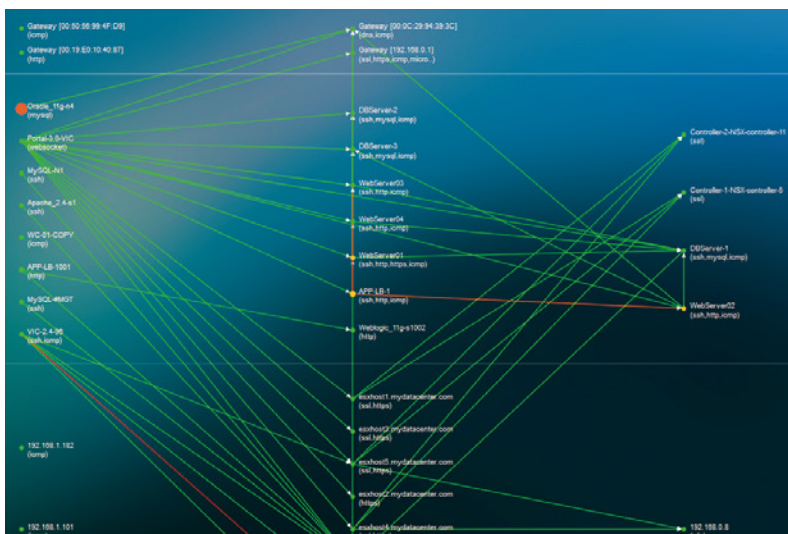 Gateway [00:50:56:99:4F:D9]
(icmp)
Gateway [00:19:E0:10:40:87]
(http)
Oracle_11g-n4
(mysql)
Portal-3.0-VIC
(websocket)
MySQL-N1
(ssh)
Apache_2.4-s1
(ssh)
WC-01-COPY
(icmp)
APP-LB-1001
(http)
MySQL-#MGT
(ssh)
VIC-2.4-96
(ssh,icmp)
192.168.1.182
(icmp)
192.168.1.101
Gateway [00:0C:29:94:39:3C]
(dns,icmp)
Gateway [192.168.0.1]
(ssl,https,icmp,micro..)
DBServer-2
(ssh,mysql,icmp)
DBServer-3
(ssh,mysql,icmp)
WebServer03
(ssh,http,icmp)
WebServer04
(ssh,http,icmp)
WebServer01
(ssh,http,https,icmp)
APP-LB-1
(ssh,http,icmp)
Weblogic_11g-s1002
(http)
esxhost1.mydatacenter.com
(ssl,https)
esxhost3.mydatacenter.com
(ssl,https)
esxhost5.mydatacenter.com
(ssl,https)
esxhost2.mydatacenter.com
(https)
esxhost4.mydatacenter.com
Controller-2-NSX-controller-11
(ssl)
Controller-1-NSX-controller-5
(ssl)
DBServer-1
(ssh,mysql,icmp)
WebServer02
(ssh,http,icmp)
192.168.0.8